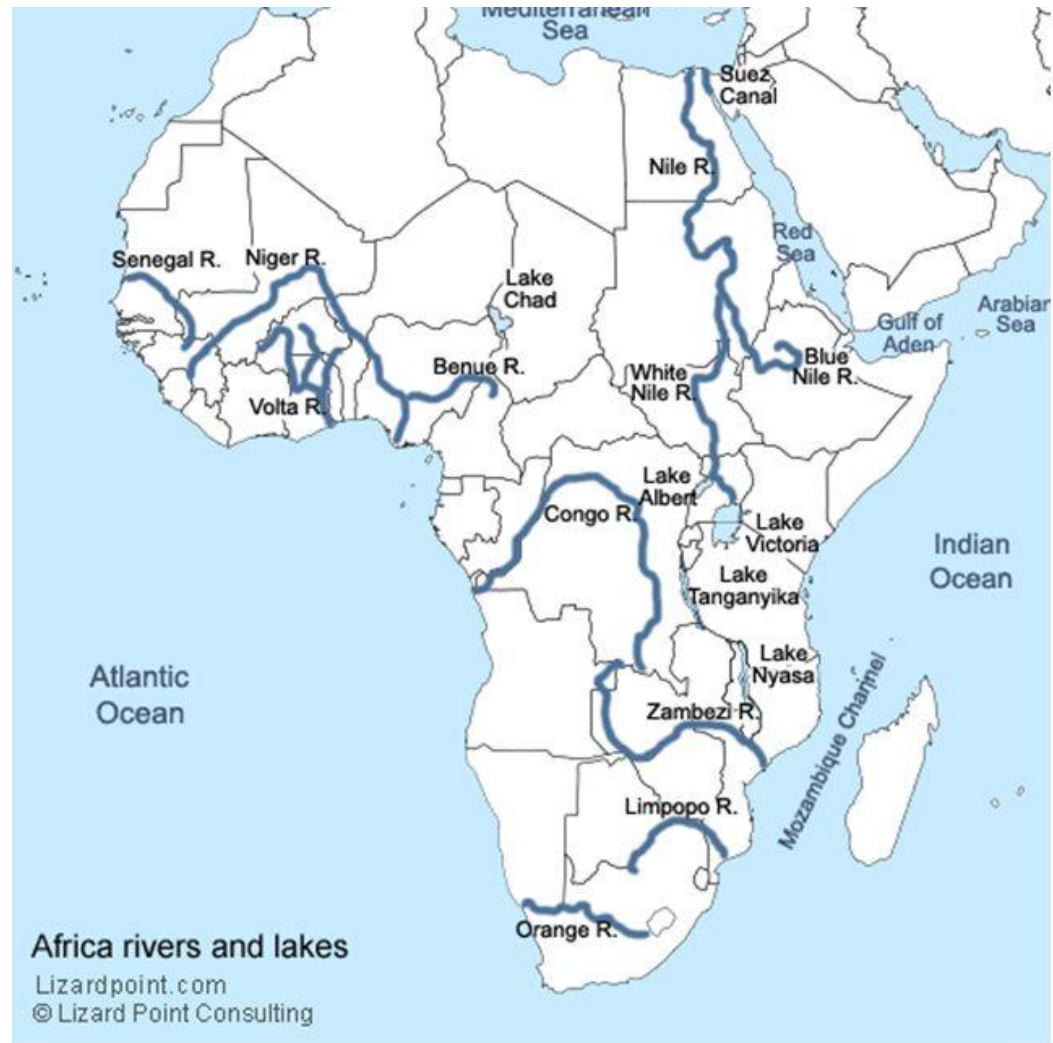 Mediterranean
Sea
Suez
Canal
Nile R.
Red
Sea
Senegal R.
Niger R.
Lake
Chad
Arabian
Sea
Gulf of
Aden
Benue R.
White
Nile R.
Blue
Nile R.
Volta R.
Lake
Albert
Congo R.
Lake
Victoria
Indian
Ocean
Lake
Tanganyika
Lake
Nyasa
Atlantic
Ocean
Zambezi R.
Mozambique Channel
Limpopo R.
Orange R.
Africa rivers and lakes
Lizardpoint.com
© Lizard Point Consulting